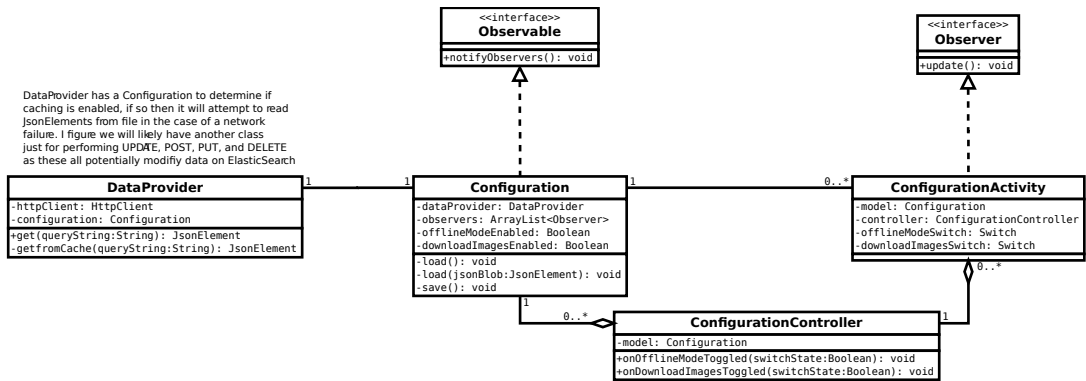 <<interface>>
Observable
+notifyObservers(): void
<<interface>>
Observer
+update(): void
DataProvider has a Configuration to determine if
caching is enabled, if so then it will attempt to read
JsonElements from file in the case of a network
failure. I figure we will likely have another class
just for performing UPDATE, POST, PUT, and DELETE
as these all potentially modifiy data on ElasticSearch
DataProvider
-httpClient: HttpClient
-configuration: Configuration
+get(queryString:String): JsonElement
-getfromCache(queryString:String): JsonElement
1
1
Configuration
-dataProvider: DataProvider
-observers: ArrayList<Observer>
-offlineModeEnabled: Boolean
-downloadImagesEnabled: Boolean
-load(): void
-load(jsonBlob:JsonElement): void
-save(): void
1
0..*
ConfigurationActivity
-model: Configuration
-controller: ConfigurationController
-offlineModeSwitch: Switch
-downloadImagesSwitch: Switch
0..*
1
0..*
ConfigurationController
-model: Configuration
+onOfflineModeToggled(switchState:Boolean): void
+onDownloadImagesToggled(switchState:Boolean): void
1